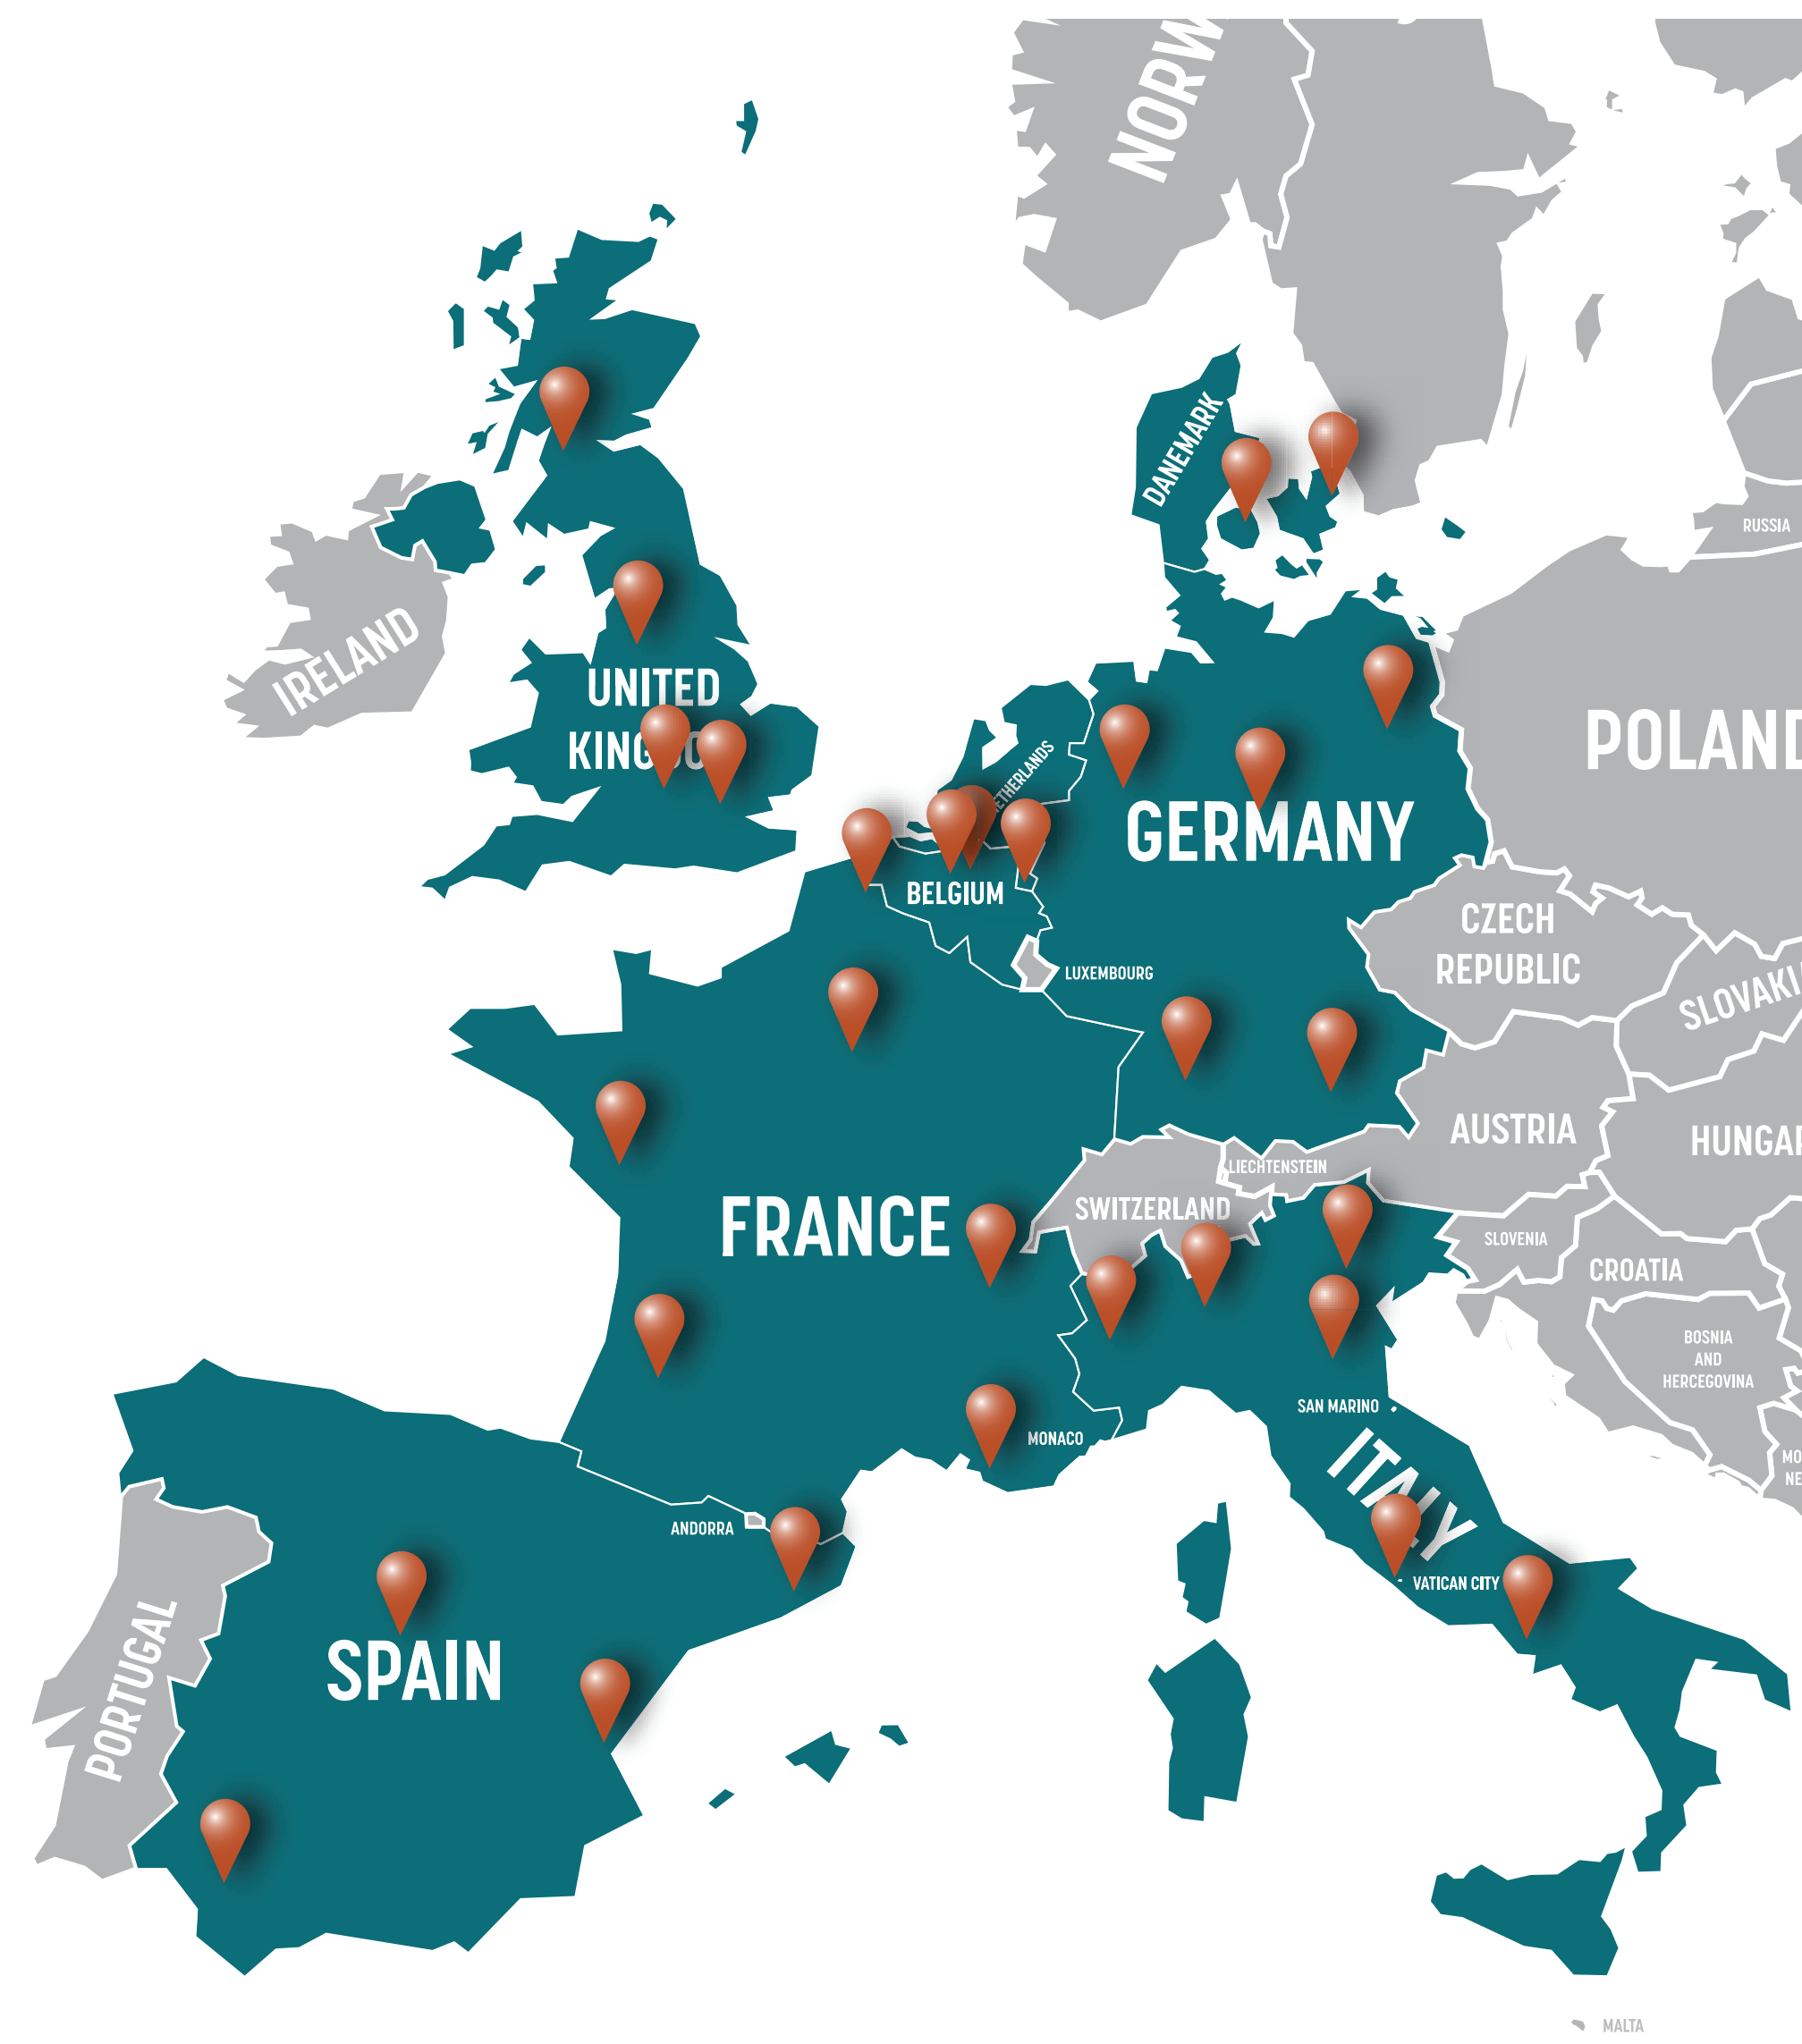 NORW
DANEMARK
RUSSIA
IRELAND
UNITED
KINGDO
POLAND
NETHERLANDS
GERMANY
BELGIUM
CZECH
REPUBLIC
LUXEMBOURG
SLOVAKI
AUSTRIA
HUNGAR
LIECHTENSTEIN
SWITZERLAND
FRANCE
SLOVENIA
CROATIA
BOSNIA
AND
HERCEGOVINA
SAN MARINO
MONACO
ITALY
MO
NE
ANDORRA
VATICAN CITY
PORTUGAL
SPAIN
MALTA